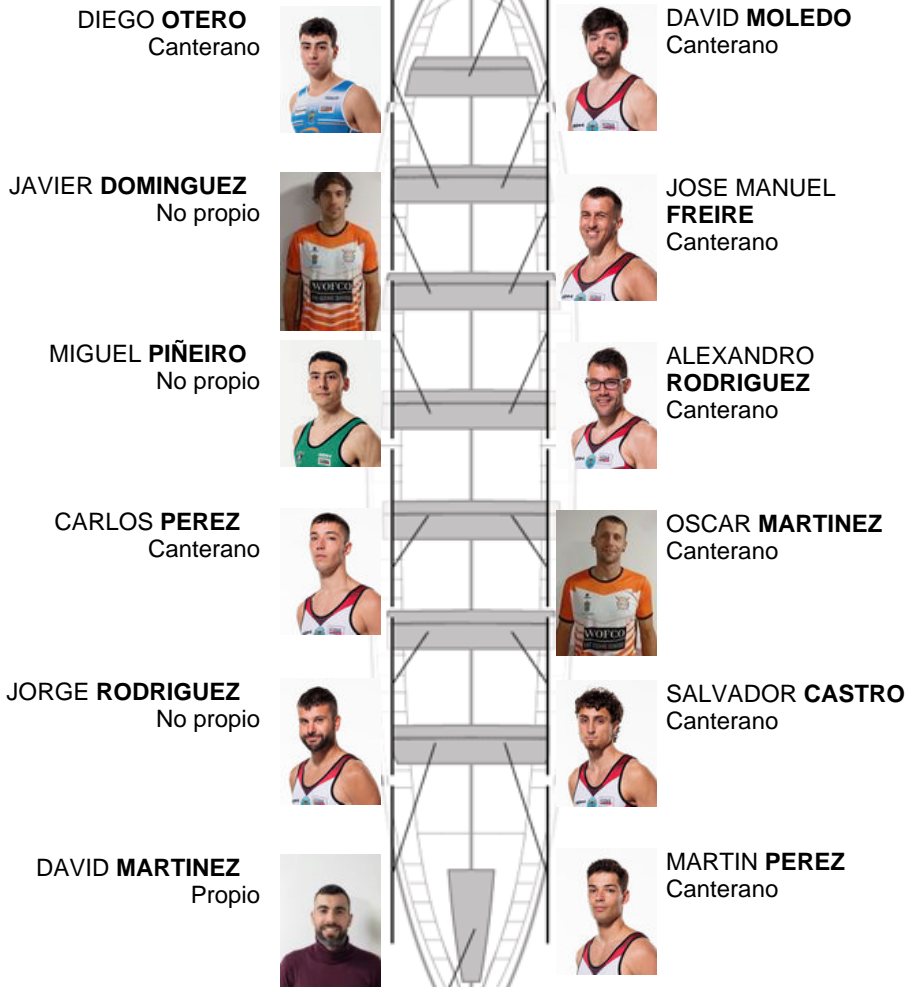 DIEGO OTERO
Canterano
DAVID MOLEDO
Canterano
JAVIER DOMINGUEZ
No propio
JOSE MANUEL
FREIRE
Canterano
WOFCO
MIGUEL PIÑEIRO
No propio
ALEXANDRO
RODRIGUEZ
Canterano
CARLOS PEREZ
Canterano
OSCAR MARTINEZ
Canterano
WOFCO
JORGE RODRIGUEZ
No propio
SALVADOR CASTRO
Canterano
DAVID MARTINEZ
Propio
MARTIN PEREZ
Canterano